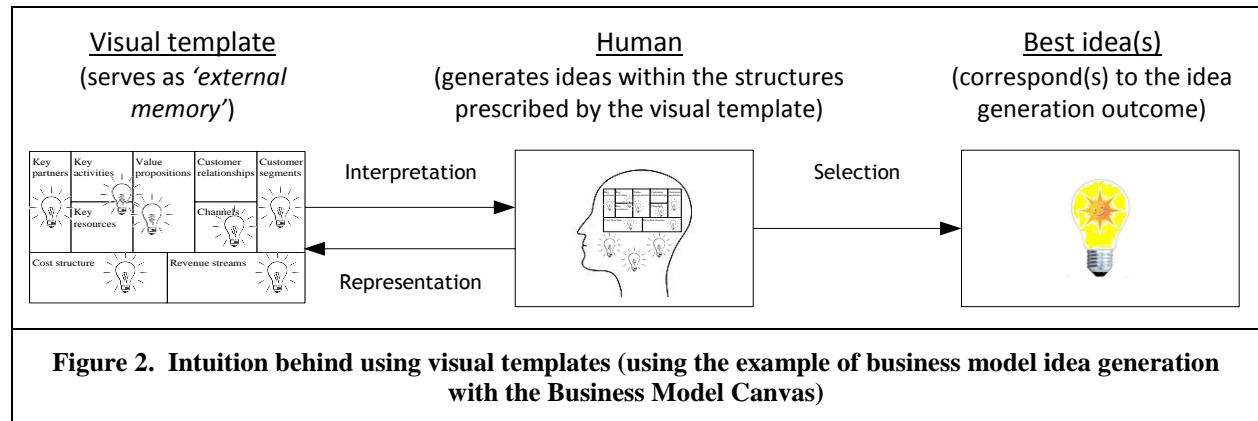 Visual template
(serves as ‘external
memory’)
Human
(generates ideas within the structures
prescribed by the visual template)
Best idea(s)
(correspond(s) to the idea
generation outcome)
Key
partners
Key
activities
Value
propositions
Customer
relationships
Customer
segments
Key
resources
Channels
Cost structure
Revenue streams
Interpretation
Representation
Selection
Figure 2.  Intuition behind using visual templates (using the example of business model idea generation
with the Business Model Canvas)